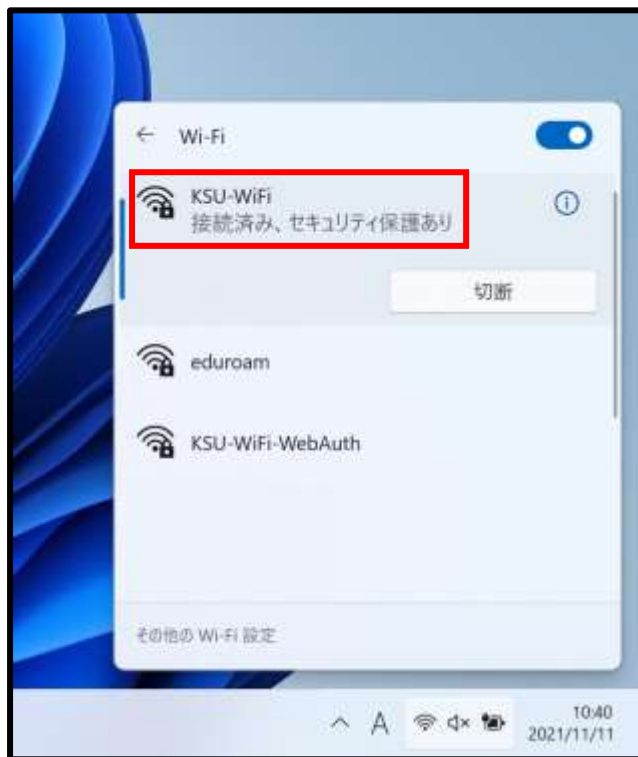 Wi-Fi
KSU-WiFi
接続済み、セキュリティ保護あり
切断
eduroam
KSU-WiFi-WebAuth
その他の Wi-Fi 設定
A
10:40
2021/11/11